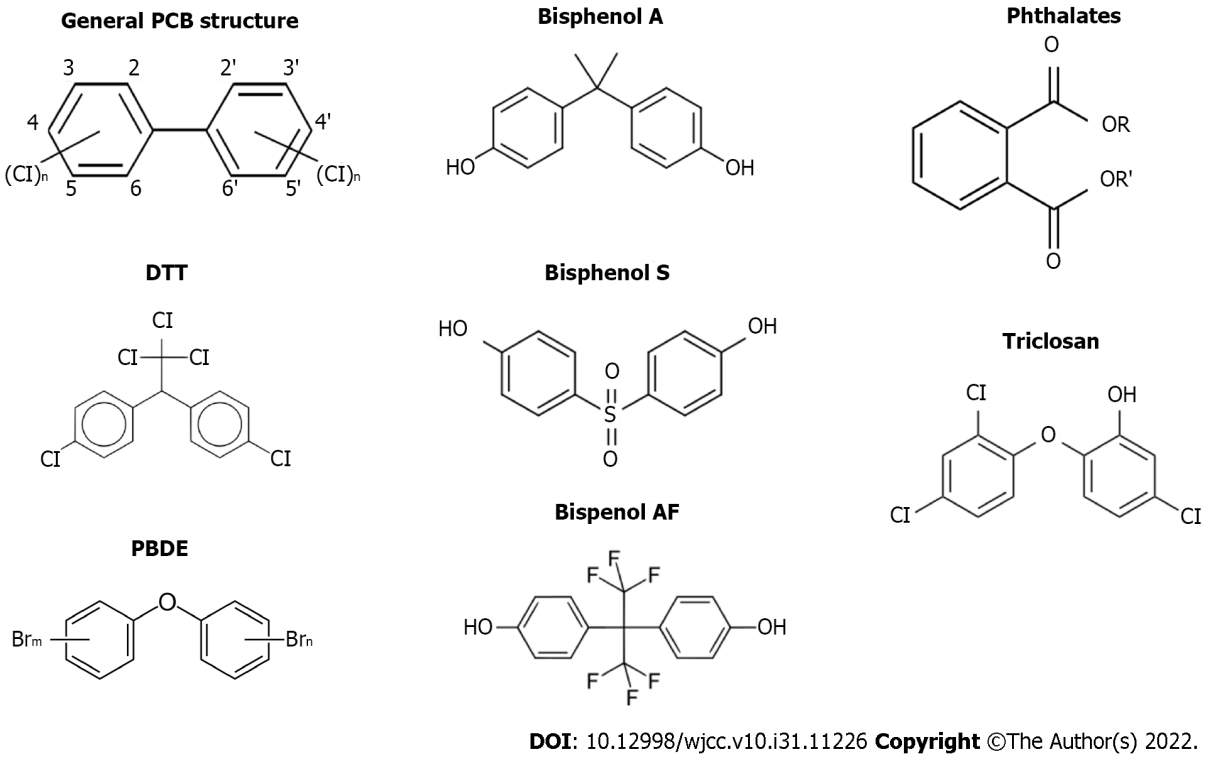 General PCB structure
3 2 2' 3'
4 4'
(CI)n 5 6 6' 5' (CI)n
Bisphenol A
HO OH
Phthalates
O
OR
OR'
O
DTT
CI
CI CI
CI CI
Bisphenol S
HO OH
O
S
O
Triclosan
CI OH
O
CI CI
PBDE
O
Brm Brn
Bispenol AF
F
F F
HO OH
F F
F
DOI: 10.12998/wjcc.v10.i31.11226 Copyright ©The Author(s) 2022.